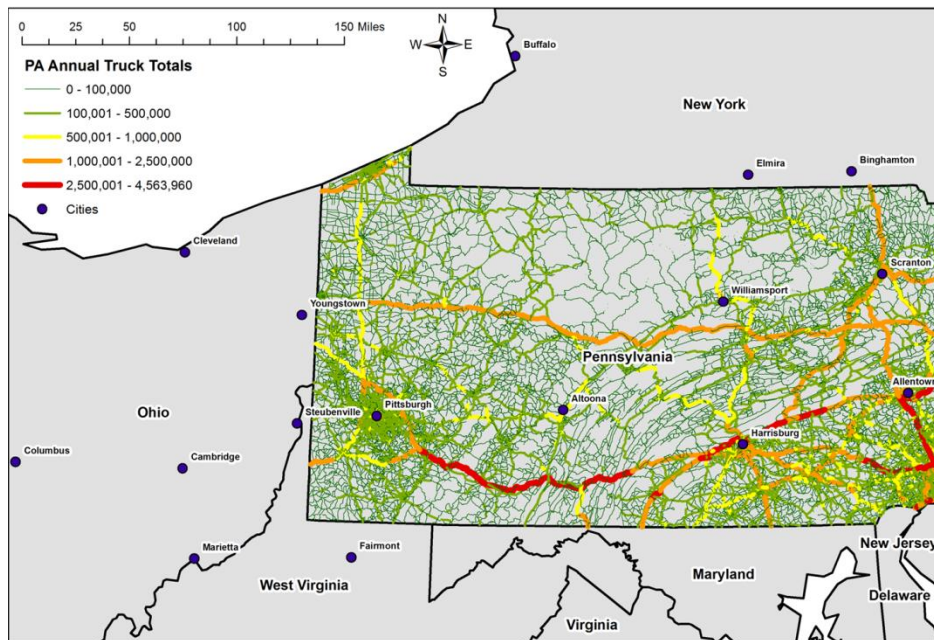 0 25 50 100 150 Miles
N
W E
S
PA Annual Truck Totals
0 - 100,000
100,001 - 500,000
500,001 - 1,000,000
1,000,001 - 2,500,000
2,500,001 - 4,563,960
Cities
Buffalo
New York
Elmira
Binghamton
Cleveland
Scranton
Youngstown
Williamsport
Pennsylvania
Allentown
Ohio
Steubenville
Pittsburgh
Altoona
Harrisburg
Columbus
Cambridge
Marietta
Fairmont
New Jersey
West Virginia
Maryland
Delaware
Virginia